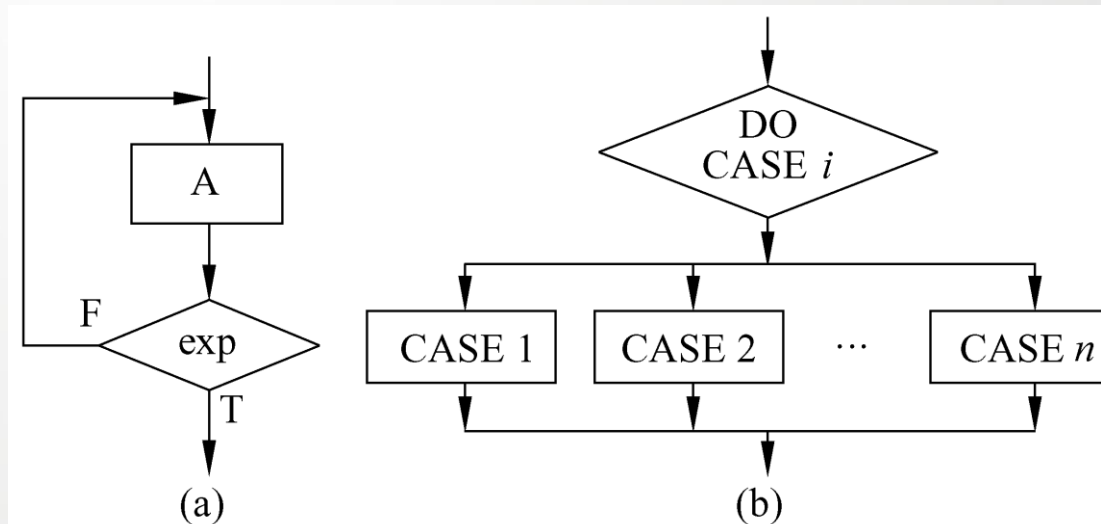 A
F
exp
T
(a)
DO
CASE i
CASE 1
CASE 2
...
CASE n
(b)